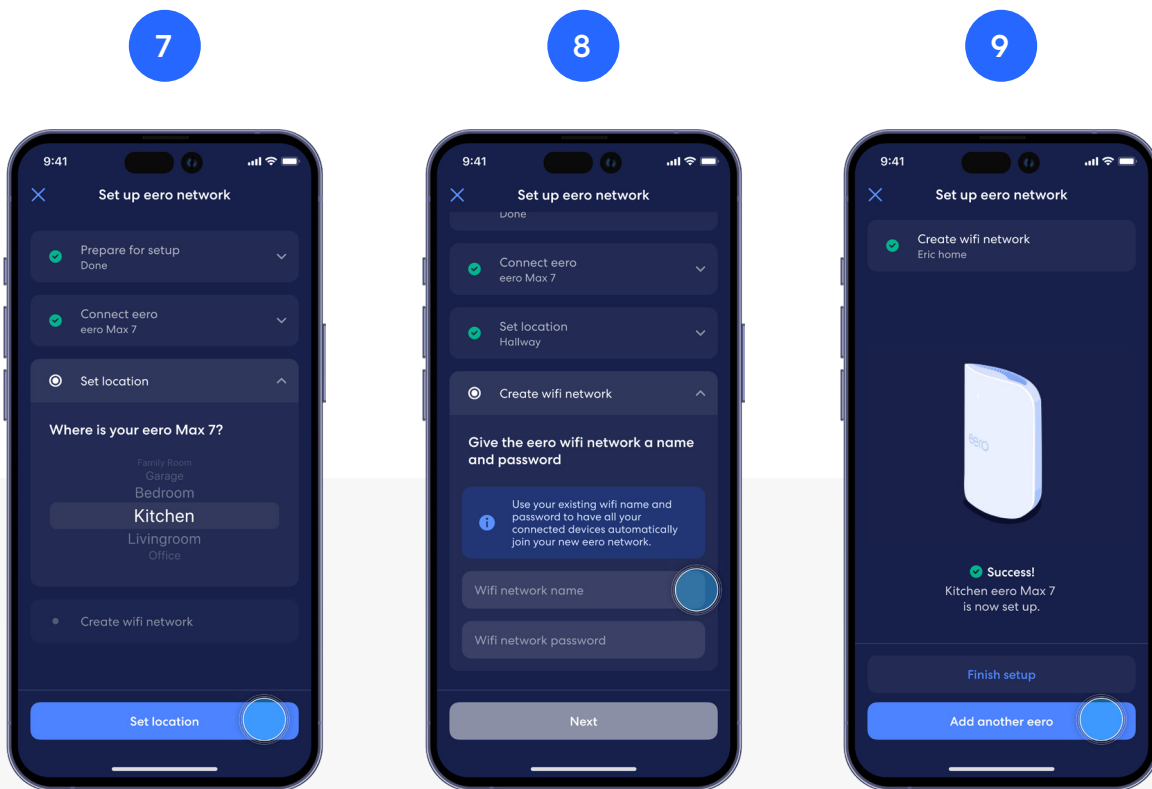 7
9:41
Set up eero network
Prepare for setup
Done
Connect eero
eero Max 7
Set location
Where is your eero Max 7?
Family Room
Garage
Bedroom
Kitchen
Livingroom
Office
Create wifi network
Set location
8
9:41
Set up eero network
Done
Connect eero
eero Max 7
Set location
Hallway
Create wifi network
Give the eero wifi network a name
and password
Use your existing wifi name and
password to have all your
connected devices automatically
join your new eero network.
Wifi network name
Wifi network password
Next
9
9:41
Set up eero network
Create wifi network
Eric home
eero
Success!
Kitchen eero Max 7
is now set up.
Finish setup
Add another eero